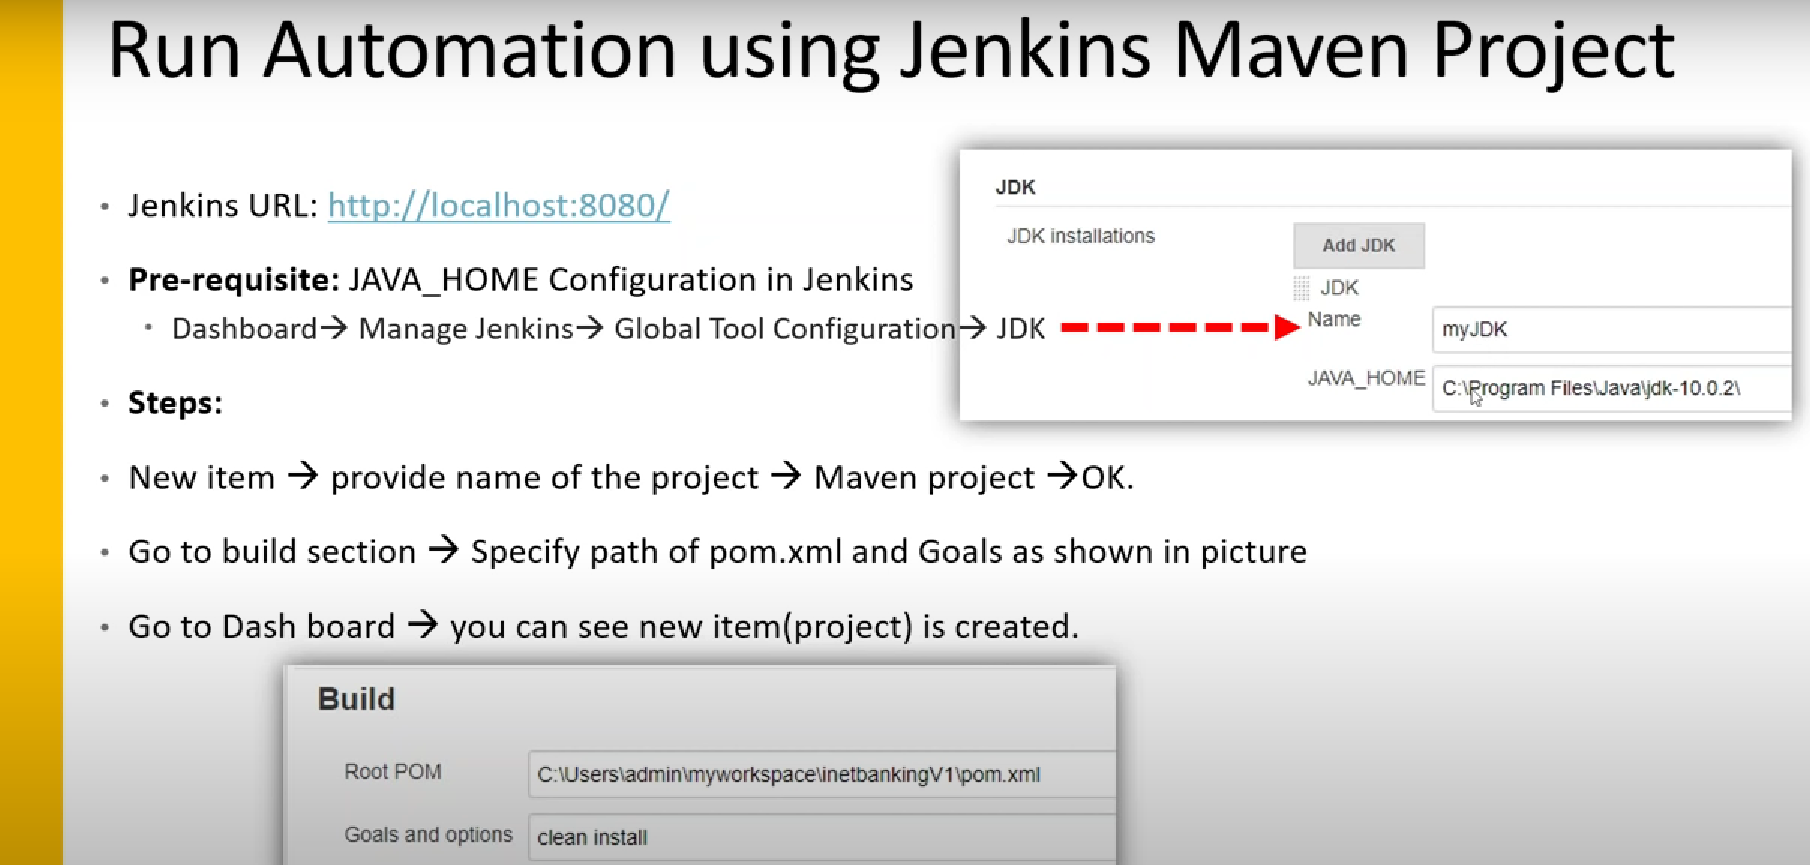 Run Automation using Jenkins Maven Project
• Jenkins URL: http://localhost:8080/
• Pre-requisite: JAVA_HOME Configuration in Jenkins
• Dashboard→ Manage Jenkins→ Global Tool Configuration→ JDK
JDK
JDK installations
Add JDK
JDK
Name myJDK
JAVA_HOME C:\Program Files\Java\jdk-10.0.2\
• Steps:
• New item → provide name of the project → Maven project →OK.
• Go to build section → Specify path of pom.xml and Goals as shown in picture
• Go to Dash board → you can see new item(project) is created.
Build
Root POM C:\Users\admin\myworkspace\inetbankingV1\pom.xml
Goals and options clean install